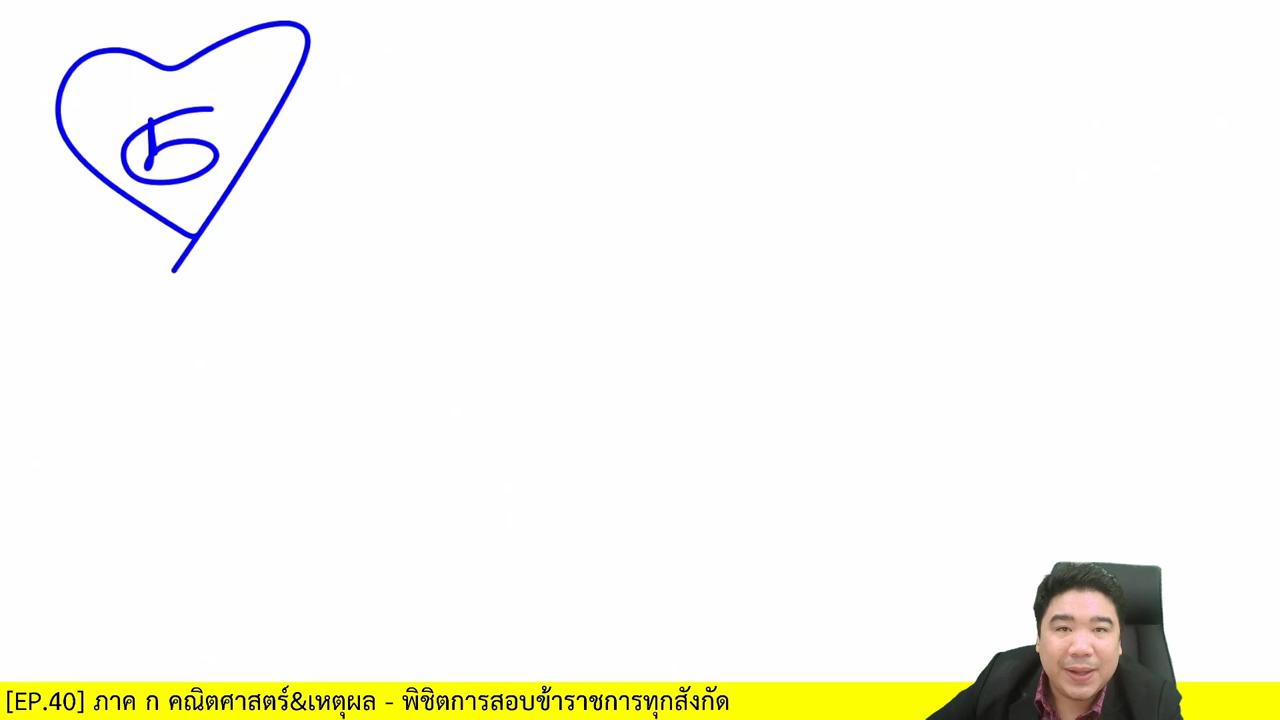 [EP.40] ภาค ก คณิตศาสตร์&เหตุผล - พิชิตการสอบข้าราชการทุกสังกัด